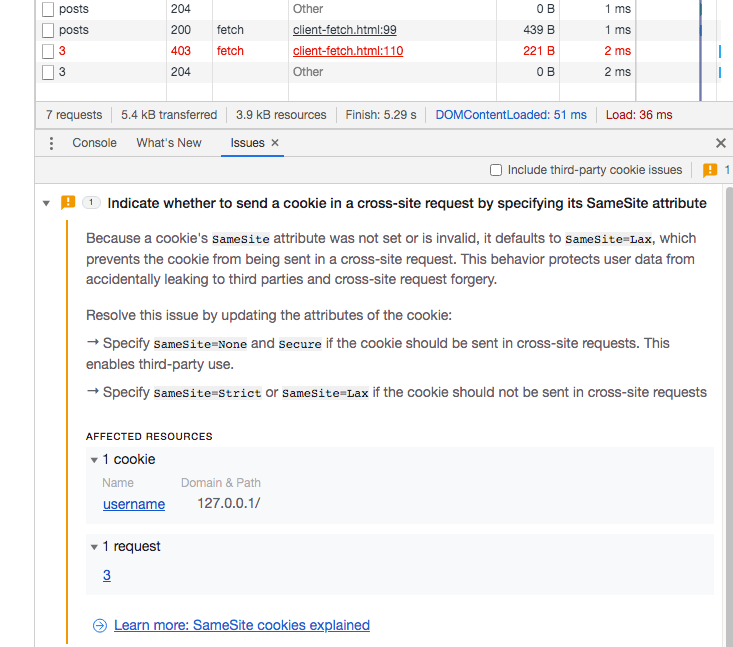 posts 204 Other 0 B 1 ms
posts 200 fetch client-fetch.html:99 439 B 1 ms
3 403 fetch client-fetch.html:110 221 B 2 ms
3 204 Other 0 B 2 ms
7 requests 5.4 kB transferred 3.9 kB resources Finish: 5.29 s DOMContentLoaded: 51 ms Load: 36 ms
Console What's New Issues ×
Include third-party cookie issues 1
1 Indicate whether to send a cookie in a cross-site request by specifying its SameSite attribute
Because a cookie's SameSite attribute was not set or is invalid, it defaults to SameSite=Lax, which
prevents the cookie from being sent in a cross-site request. This behavior protects user data from
accidentally leaking to third parties and cross-site request forgery.
Resolve this issue by updating the attributes of the cookie:
→ Specify SameSite=None and Secure if the cookie should be sent in cross-site requests. This
enables third-party use.
→ Specify SameSite=Strict or SameSite=Lax if the cookie should not be sent in cross-site requests
AFFECTED RESOURCES
1 cookie
Name Domain & Path
username 127.0.0.1/
1 request
3
Learn more: SameSite cookies explained